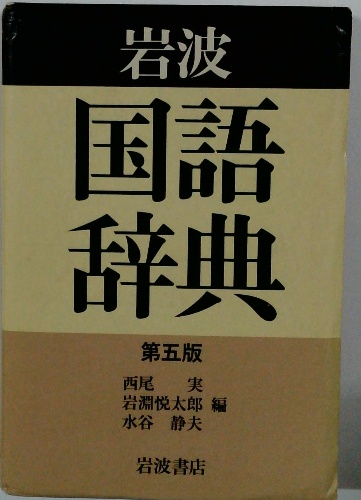 岩波
国語
辞典
第五版
西尾 実
岩淵悦太郎 編
水谷 静夫
岩波書店